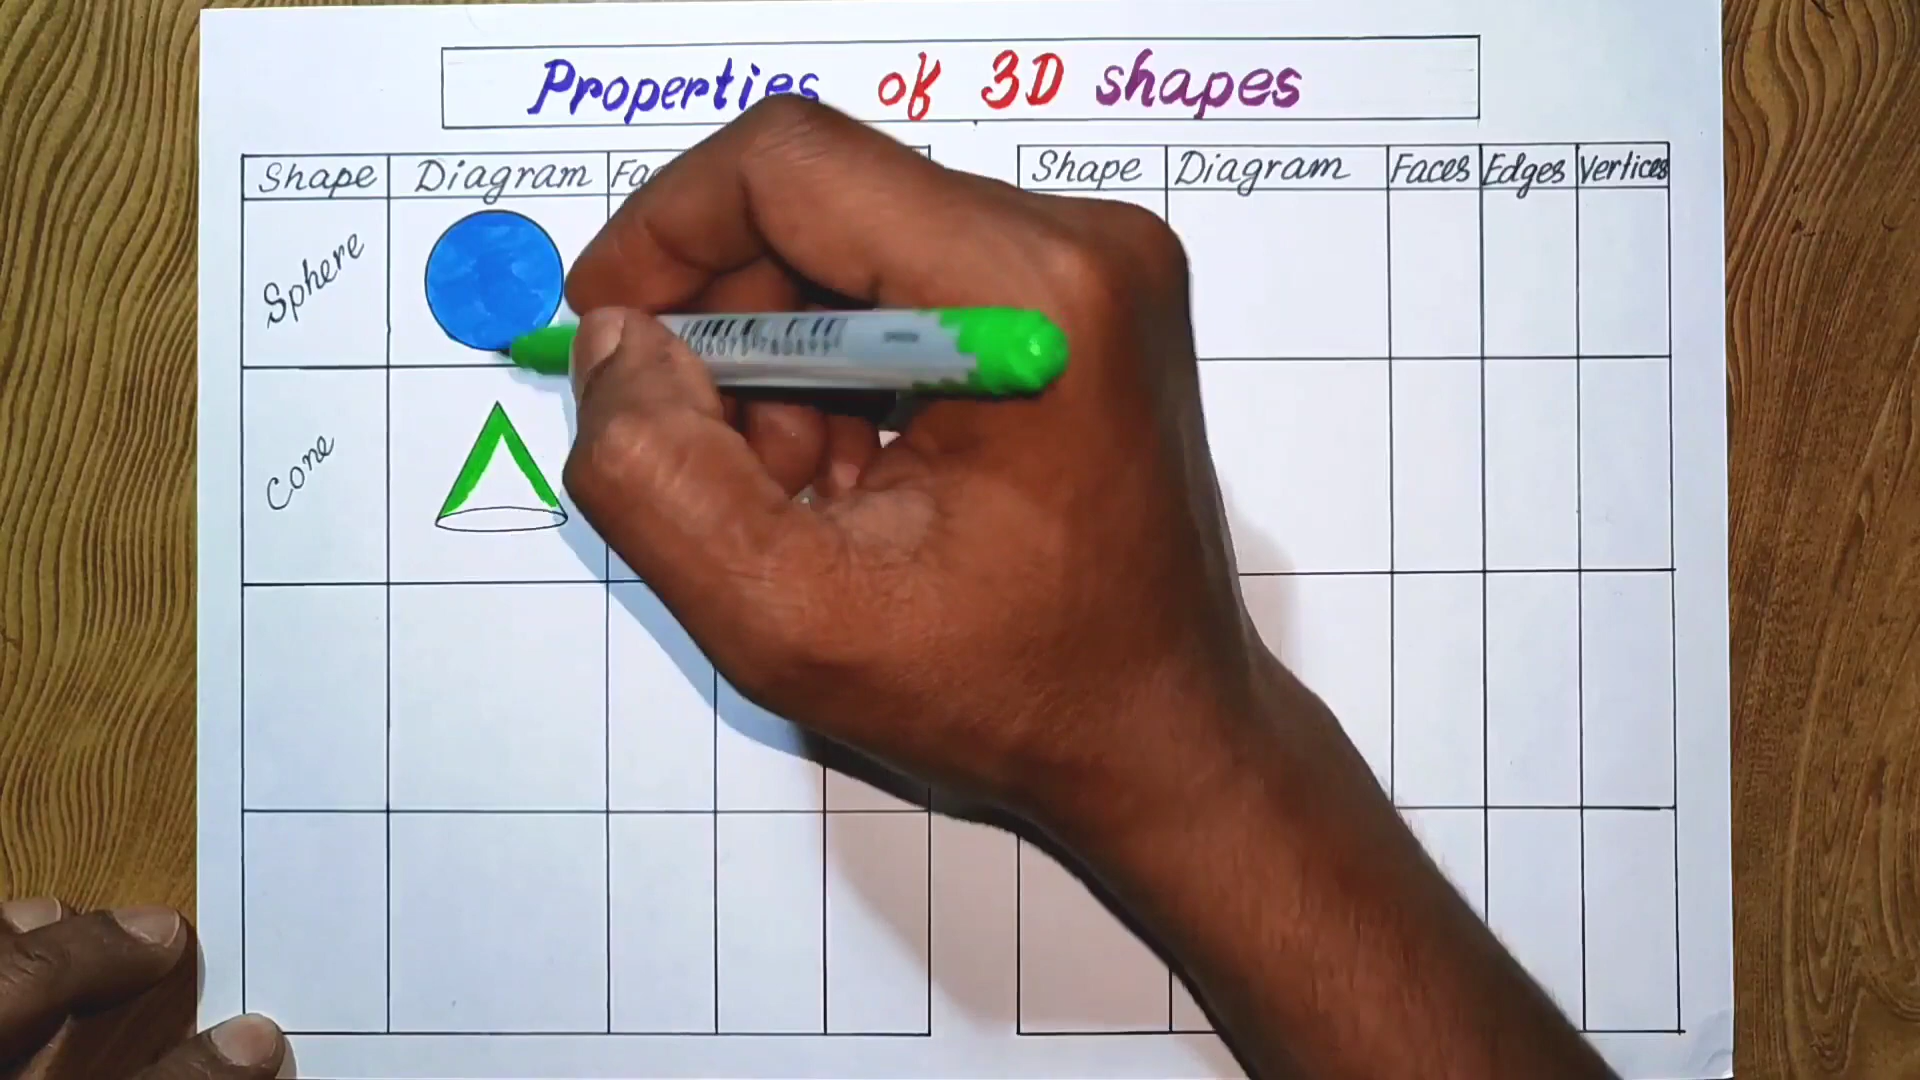 Properties of 3D shapes
Shape Diagram
Shape Diagram Faces Edges Vertices
Sphere
Cone